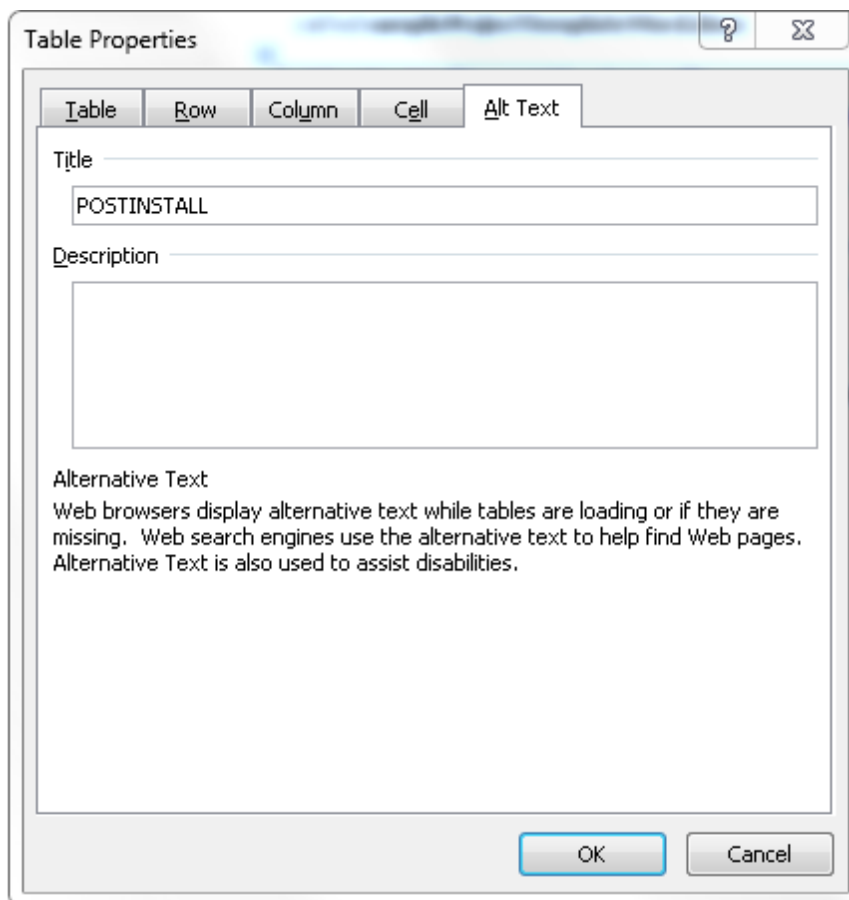 Table Properties
Table
Row
Column
Cell
Alt Text
Title
POSTINSTALL
Description
Alternative Text
Web browsers display alternative text while tables are loading or if they are
missing.  Web search engines use the alternative text to help find Web pages.
Alternative Text is also used to assist disabilities.
OK
Cancel